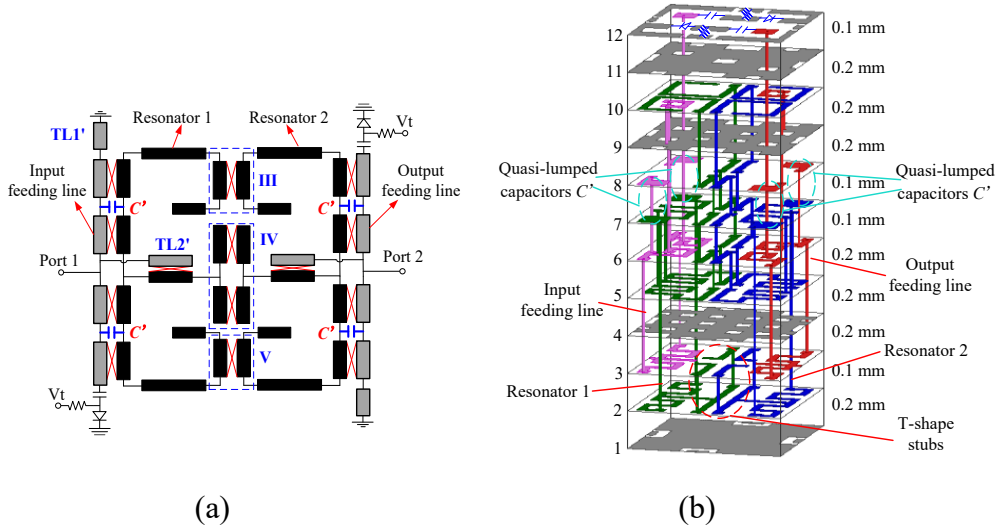 Resonator 1
Resonator 2
Vt
TL1'
Input
feeding line
Output
feeding line
III
C'
C'
IV
TL2'
Port 1
Port 2
C'
C'
V
Vt
(a)
12
0.1 mm
11
0.2 mm
10
0.2 mm
9
0.2 mm
Quasi-lumped
capacitors C'
8
0.1 mm
Quasi-lumped
capacitors C'
7
0.1 mm
6
0.2 mm
Input
feeding line
Output
feeding line
5
0.2 mm
4
0.2 mm
3
0.1 mm
Resonator 1
Resonator 2
2
0.2 mm
1
T-shape
stubs
(b)